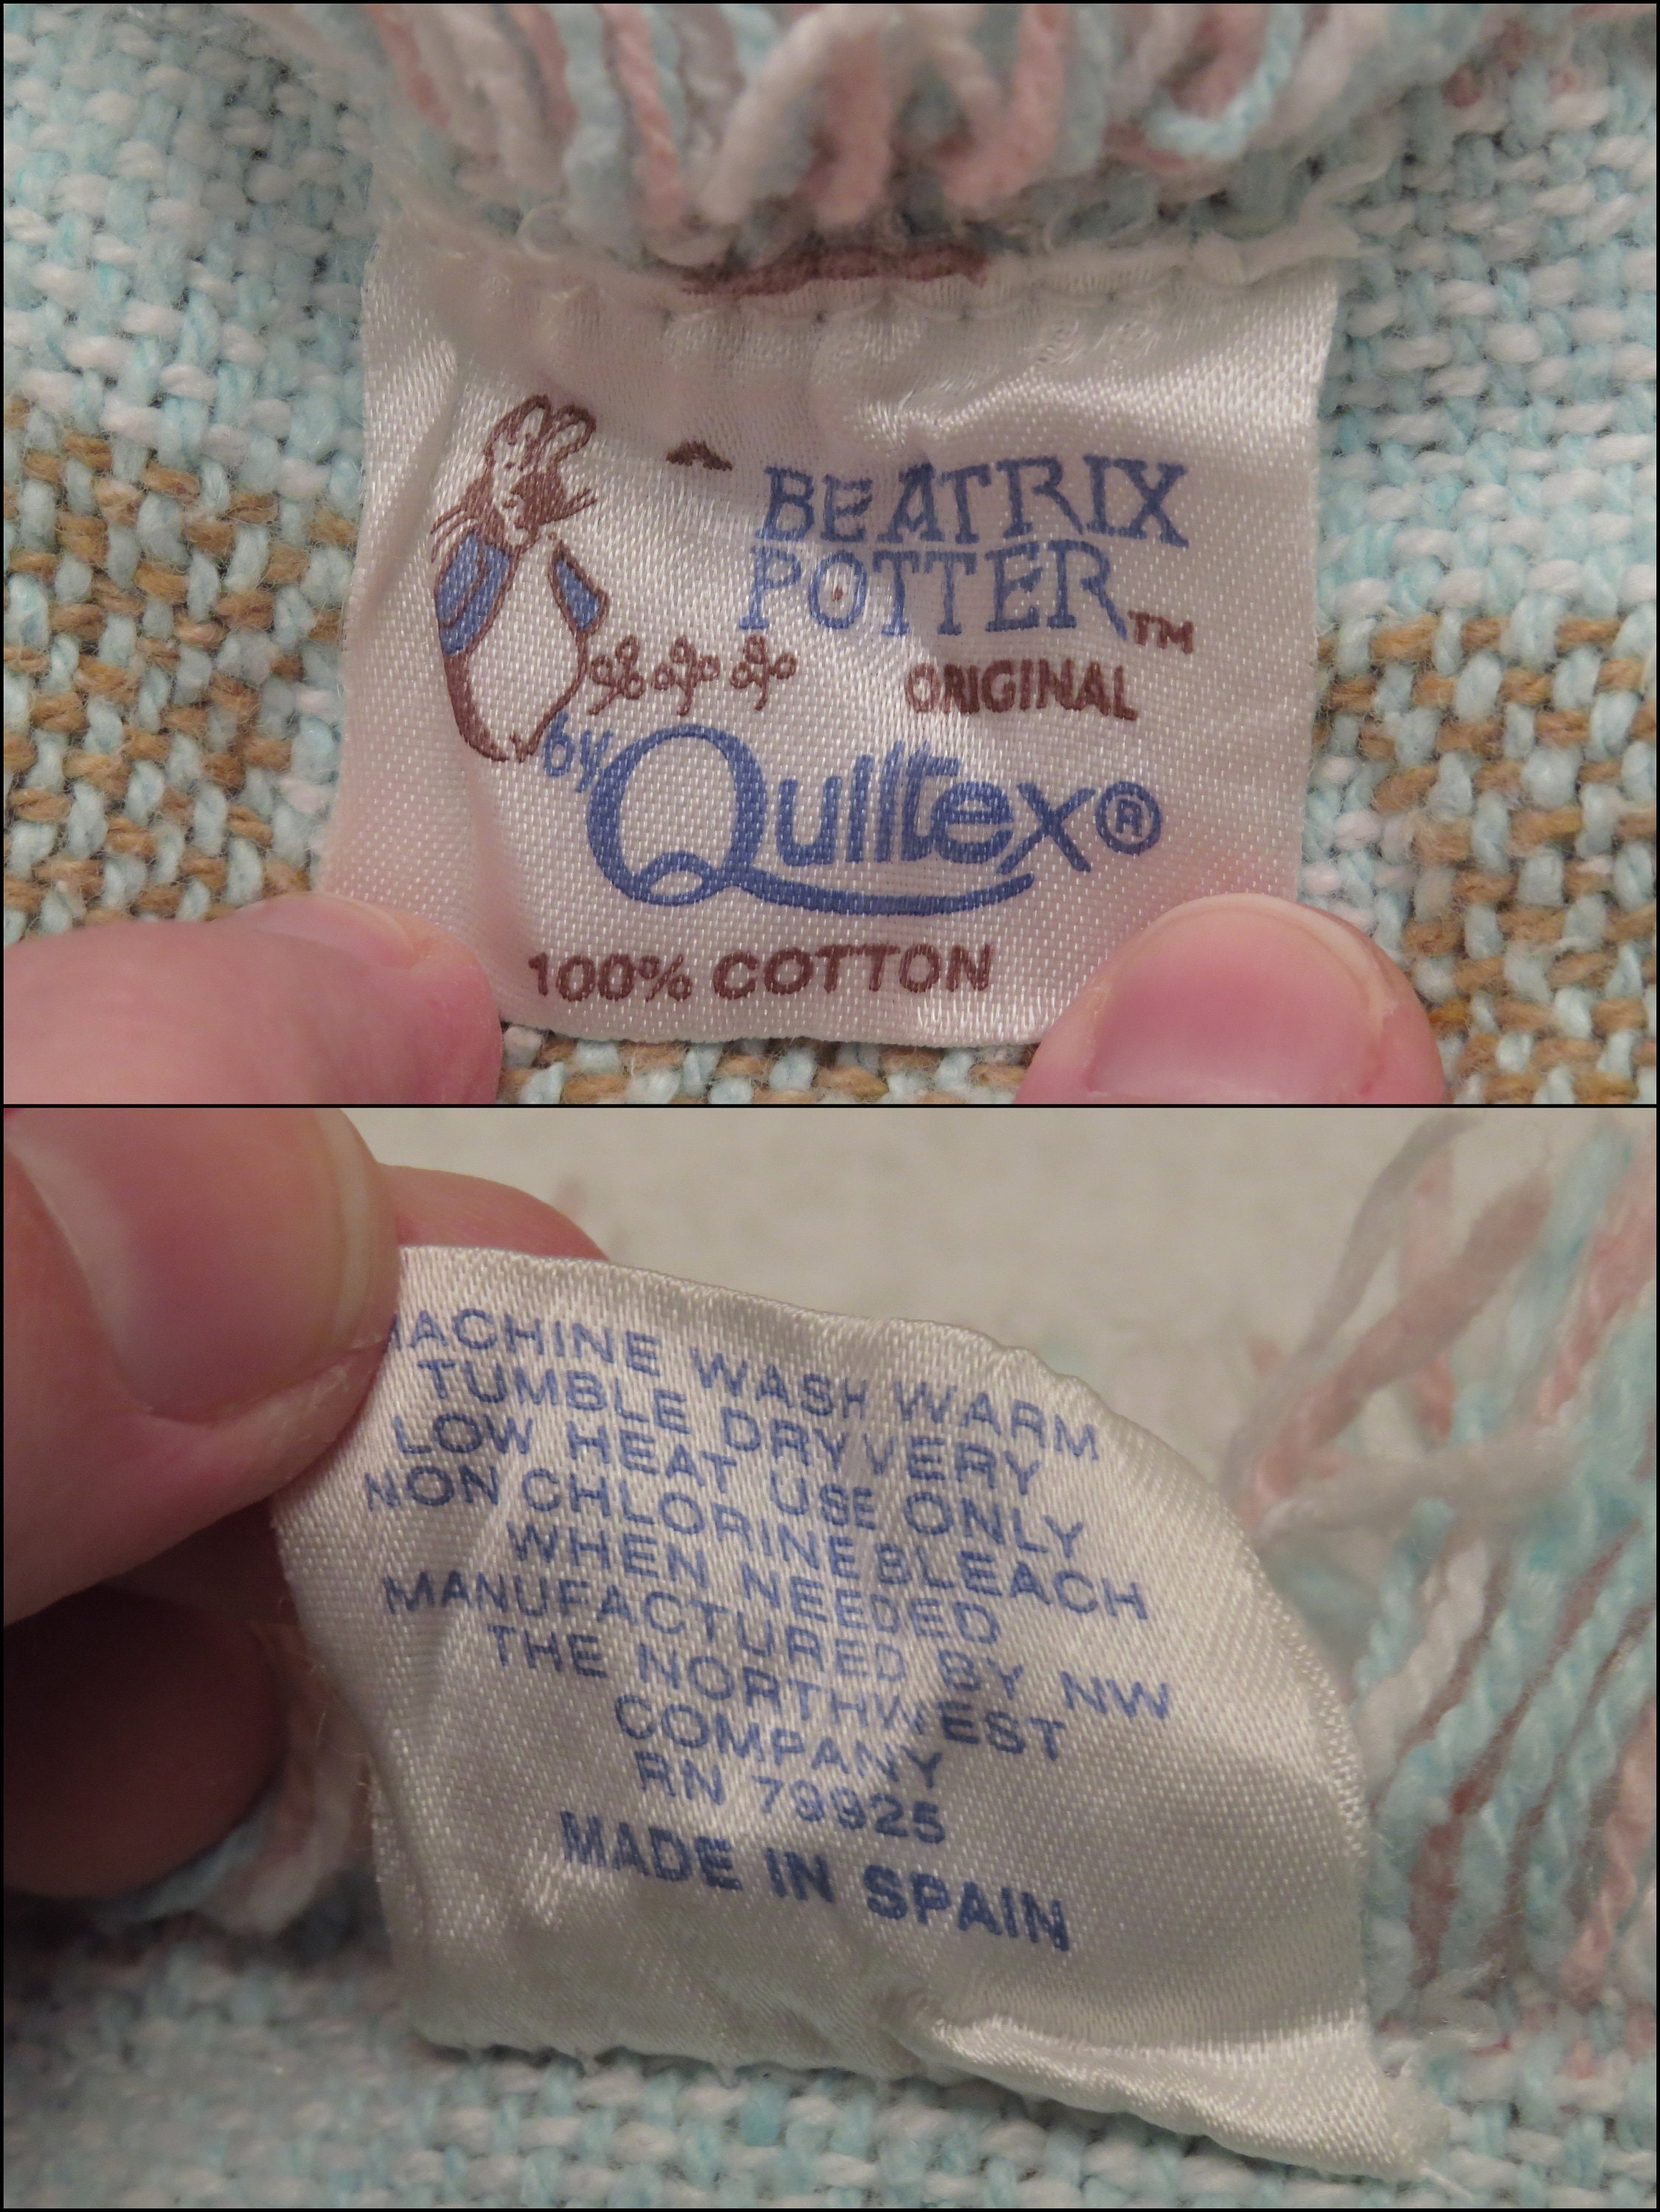 A BEATRIX
POTTER™
ORIGINAL
by Quiltex®
100% COTTON
MACHINE WASH WARM
TUMBLE DRY VERY
LOW HEAT USE ONLY
NON CHLORINE BLEACH
WHEN NEEDED
MANUFACTURED BY NW
THE NORTHWEST
COMPANY
RN 79925
MADE IN SPAIN